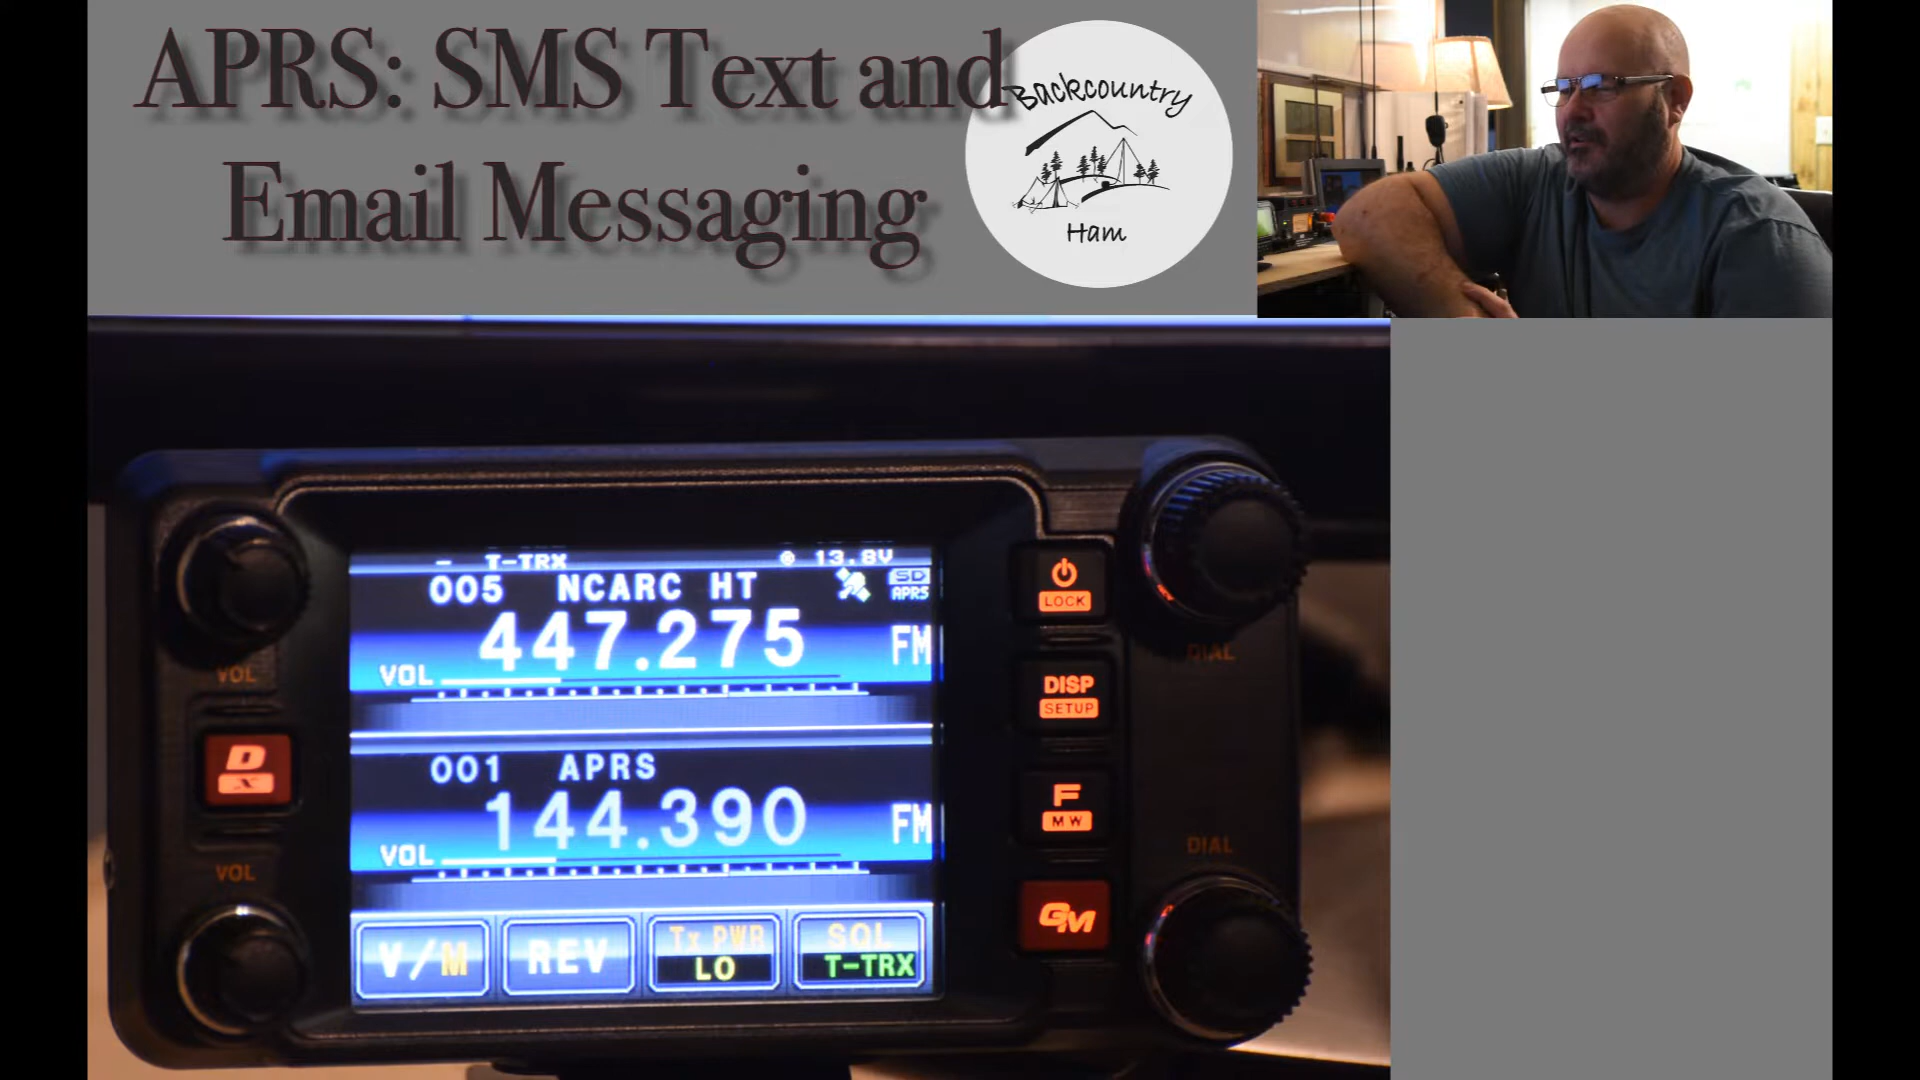 APRS: SMS Text and
Email Messaging
Backcountry
Ham
- T-TRX 13.8V
005 NCARC HT SD
APRS
447.275 FM
VOL
001 APRS
144.390 FM
VOL
V/M REV Tx PWR LO SQL T-TRX
VOL
D
X
VOL
LOCK
DISP
SETUP
F
MW
GM
DIAL
DIAL